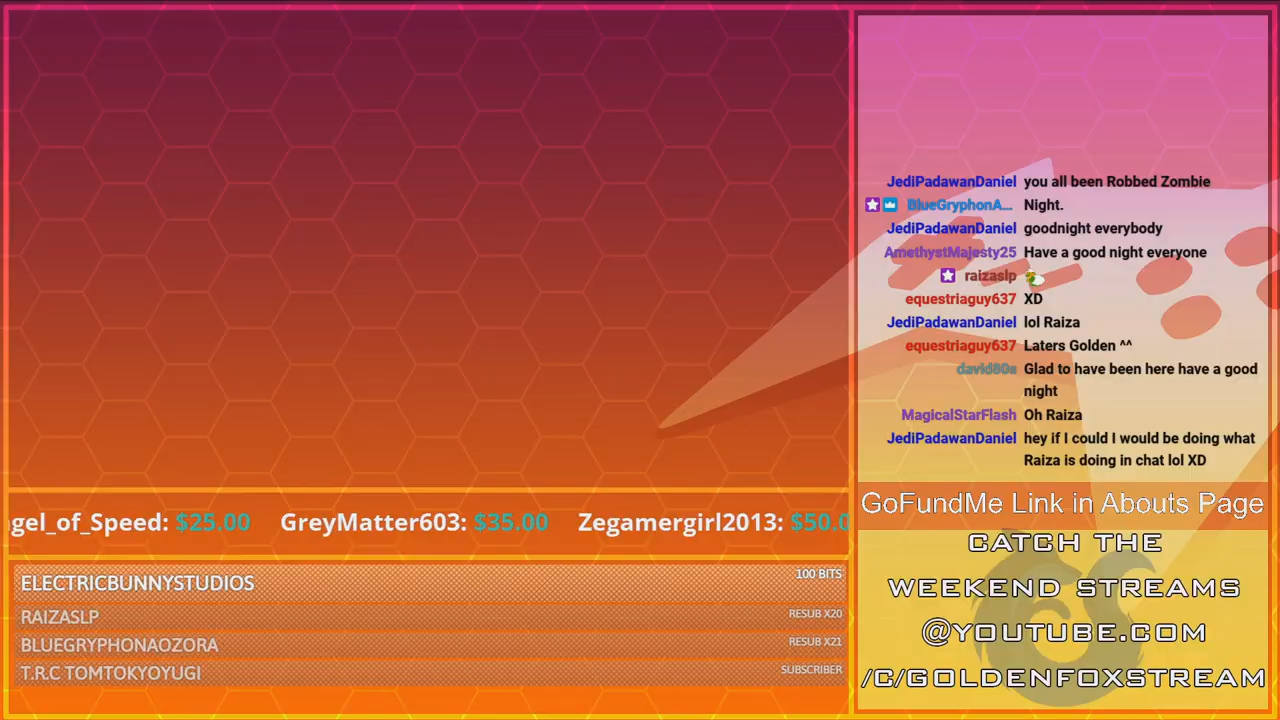 JediPadawanDaniel you all been Robbed Zombie
BlueGryphonA... Night.
JediPadawanDaniel goodnight everybody
AmethystMajesty25 Have a good night everyone
raizaslp
equestriaguy637 XD
JediPadawanDaniel lol Raiza
equestriaguy637 Laters Golden ^^
david80s Glad to have been here have a good
night
MagicalStarFlash Oh Raiza
JediPadawanDaniel hey if I could I would be doing what
Raiza is doing in chat lol XD
GoFundMe Link in Abouts Page
CATCH THE
WEEKEND STREAMS
@YOUTUBE.COM
/C/GOLDENFOXSTREAM
gel_of_Speed: $25.00 GreyMatter603: $35.00 Zegamergirl2013: $50.0
ELECTRICBUNNYSTUDIOS 100 BITS
RAIZASLP RESUB X20
BLUEGRYPHONAOZORA RESUB X21
T.R.C TOMTOKYOYUGI SUBSCRIBER